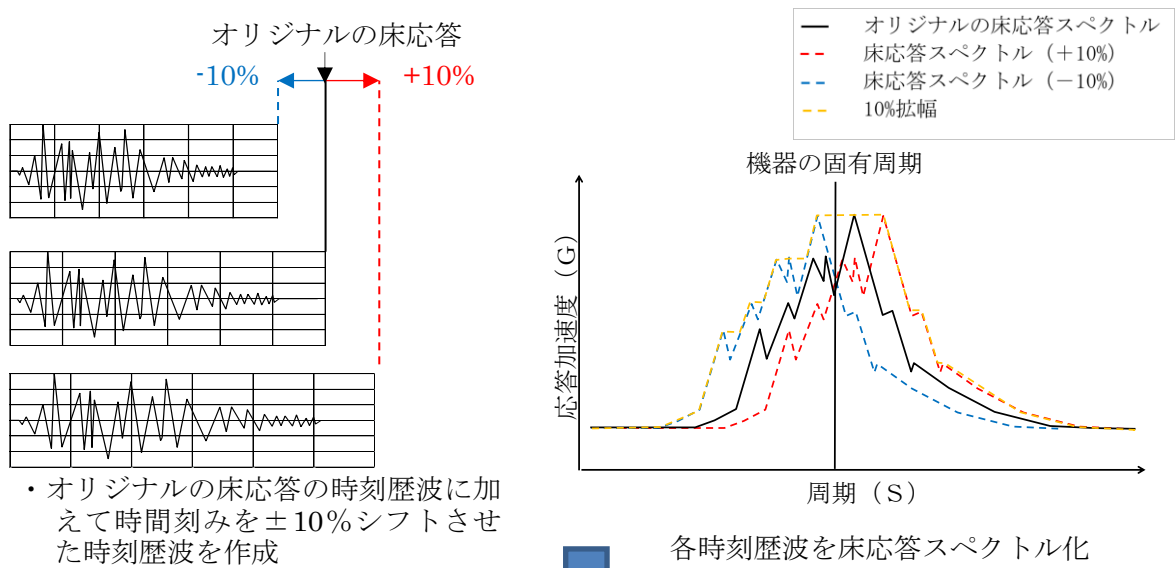 オリジナルの床応答
-10%
+10%
・オリジナルの床応答の時刻歴波に加
えて時間刻みを±10%シフトさせ
た時刻歴波を作成
オリジナルの床応答スペクトル
床応答スペクトル（＋10%）
床応答スペクトル（－10%）
10%拡幅
機器の固有周期
応答加速度（G）
周期（S）
各時刻歴波を床応答スペクトル化